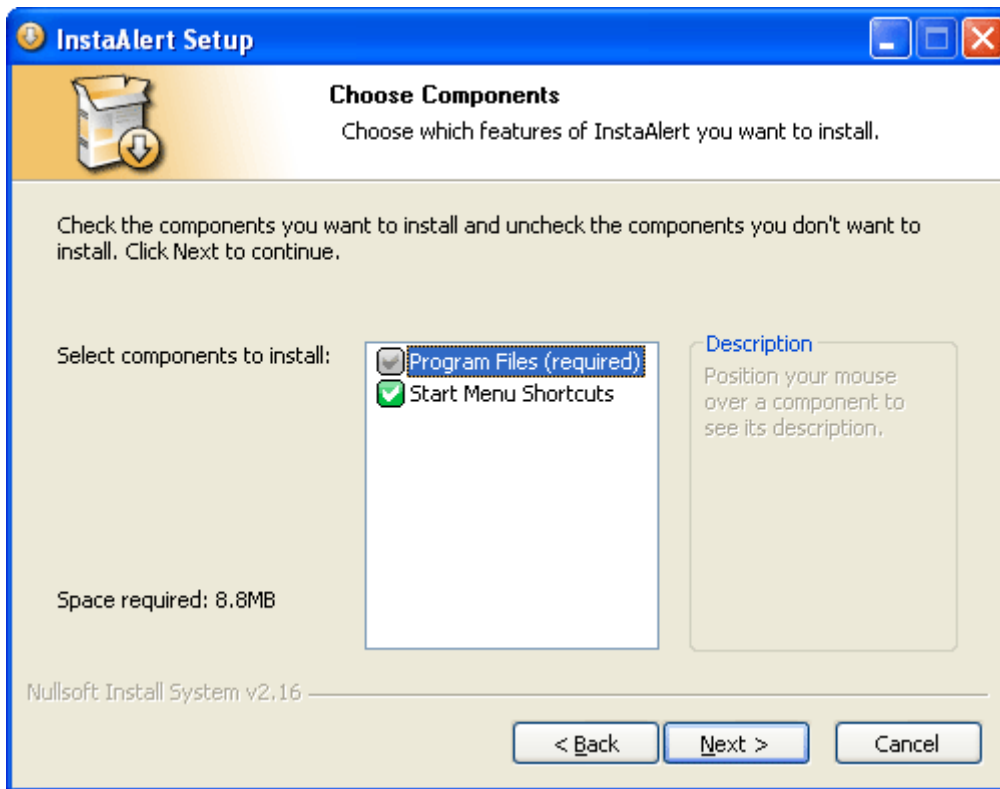 InstaAlert Setup
Choose Components
Choose which features of InstaAlert you want to install.
Check the components you want to install and uncheck the components you don't want to
install. Click Next to continue.
Select components to install:
Program Files (required)
Start Menu Shortcuts
Description
Position your mouse
over a component to
see its description.
Space required: 8.8MB
Nullsoft Install System v2.16
< Back
Next >
Cancel